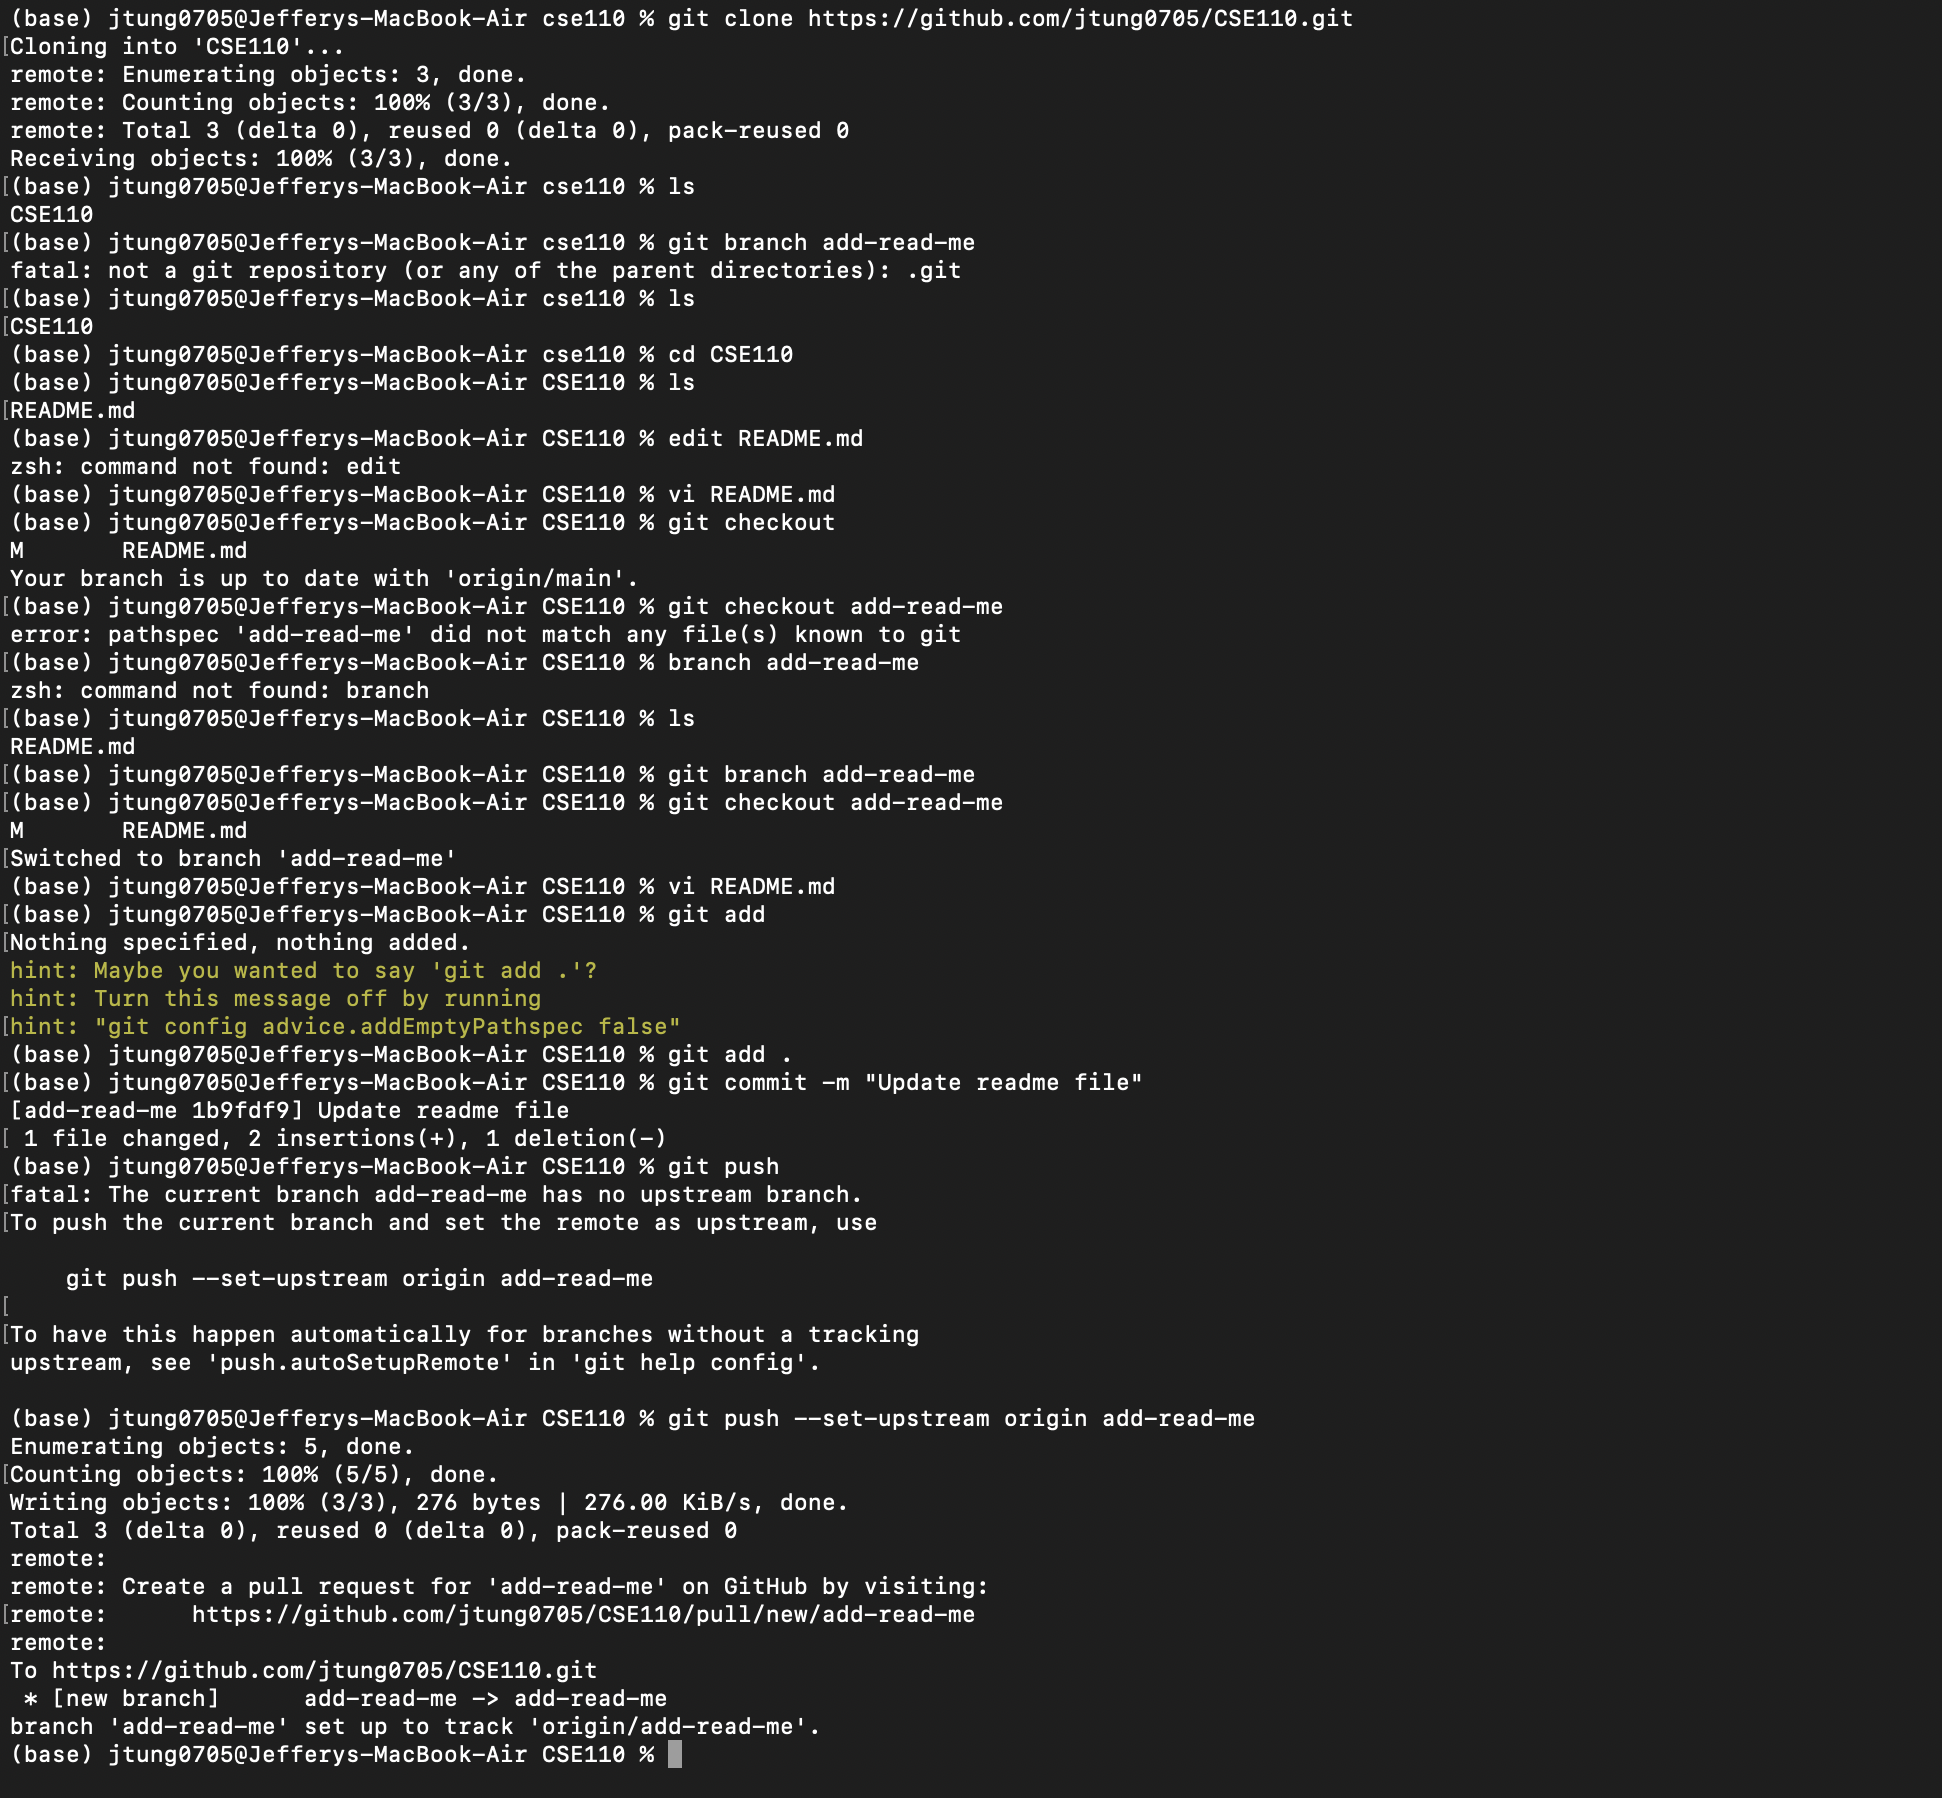 (base) jtung0705@Jefferys-MacBook-Air cse110 % git clone https://github.com/jtung0705/CSE110.git
[Cloning into 'CSE110'...
remote: Enumerating objects: 3, done.
remote: Counting objects: 100% (3/3), done.
remote: Total 3 (delta 0), reused 0 (delta 0), pack-reused 0
Receiving objects: 100% (3/3), done.
[(base) jtung0705@Jefferys-MacBook-Air cse110 % ls
CSE110
[(base) jtung0705@Jefferys-MacBook-Air cse110 % git branch add-read-me
fatal: not a git repository (or any of the parent directories): .git
[(base) jtung0705@Jefferys-MacBook-Air cse110 % ls
[CSE110
(base) jtung0705@Jefferys-MacBook-Air cse110 % cd CSE110
(base) jtung0705@Jefferys-MacBook-Air CSE110 % ls
[README.md
(base) jtung0705@Jefferys-MacBook-Air CSE110 % edit README.md
zsh: command not found: edit
(base) jtung0705@Jefferys-MacBook-Air CSE110 % vi README.md
(base) jtung0705@Jefferys-MacBook-Air CSE110 % git checkout
M       README.md
Your branch is up to date with 'origin/main'.
[(base) jtung0705@Jefferys-MacBook-Air CSE110 % git checkout add-read-me
error: pathspec 'add-read-me' did not match any file(s) known to git
[(base) jtung0705@Jefferys-MacBook-Air CSE110 % branch add-read-me
zsh: command not found: branch
[(base) jtung0705@Jefferys-MacBook-Air CSE110 % ls
README.md
[(base) jtung0705@Jefferys-MacBook-Air CSE110 % git branch add-read-me
[(base) jtung0705@Jefferys-MacBook-Air CSE110 % git checkout add-read-me
M       README.md
[Switched to branch 'add-read-me'
(base) jtung0705@Jefferys-MacBook-Air CSE110 % vi README.md
[(base) jtung0705@Jefferys-MacBook-Air CSE110 % git add
[Nothing specified, nothing added.
hint: Maybe you wanted to say 'git add .'?
hint: Turn this message off by running
[hint: "git config advice.addEmptyPathspec false"
(base) jtung0705@Jefferys-MacBook-Air CSE110 % git add .
[(base) jtung0705@Jefferys-MacBook-Air CSE110 % git commit -m "Update readme file"
[add-read-me 1b9fdf9] Update readme file
[ 1 file changed, 2 insertions(+), 1 deletion(-)
(base) jtung0705@Jefferys-MacBook-Air CSE110 % git push
[fatal: The current branch add-read-me has no upstream branch.
[To push the current branch and set the remote as upstream, use
    git push --set-upstream origin add-read-me
[
[To have this happen automatically for branches without a tracking
upstream, see 'push.autoSetupRemote' in 'git help config'.
(base) jtung0705@Jefferys-MacBook-Air CSE110 % git push --set-upstream origin add-read-me
Enumerating objects: 5, done.
[Counting objects: 100% (5/5), done.
Writing objects: 100% (3/3), 276 bytes | 276.00 KiB/s, done.
Total 3 (delta 0), reused 0 (delta 0), pack-reused 0
remote:
remote: Create a pull request for 'add-read-me' on GitHub by visiting:
[remote:      https://github.com/jtung0705/CSE110/pull/new/add-read-me
remote:
To https://github.com/jtung0705/CSE110.git
 * [new branch]      add-read-me -> add-read-me
branch 'add-read-me' set up to track 'origin/add-read-me'.
(base) jtung0705@Jefferys-MacBook-Air CSE110 %